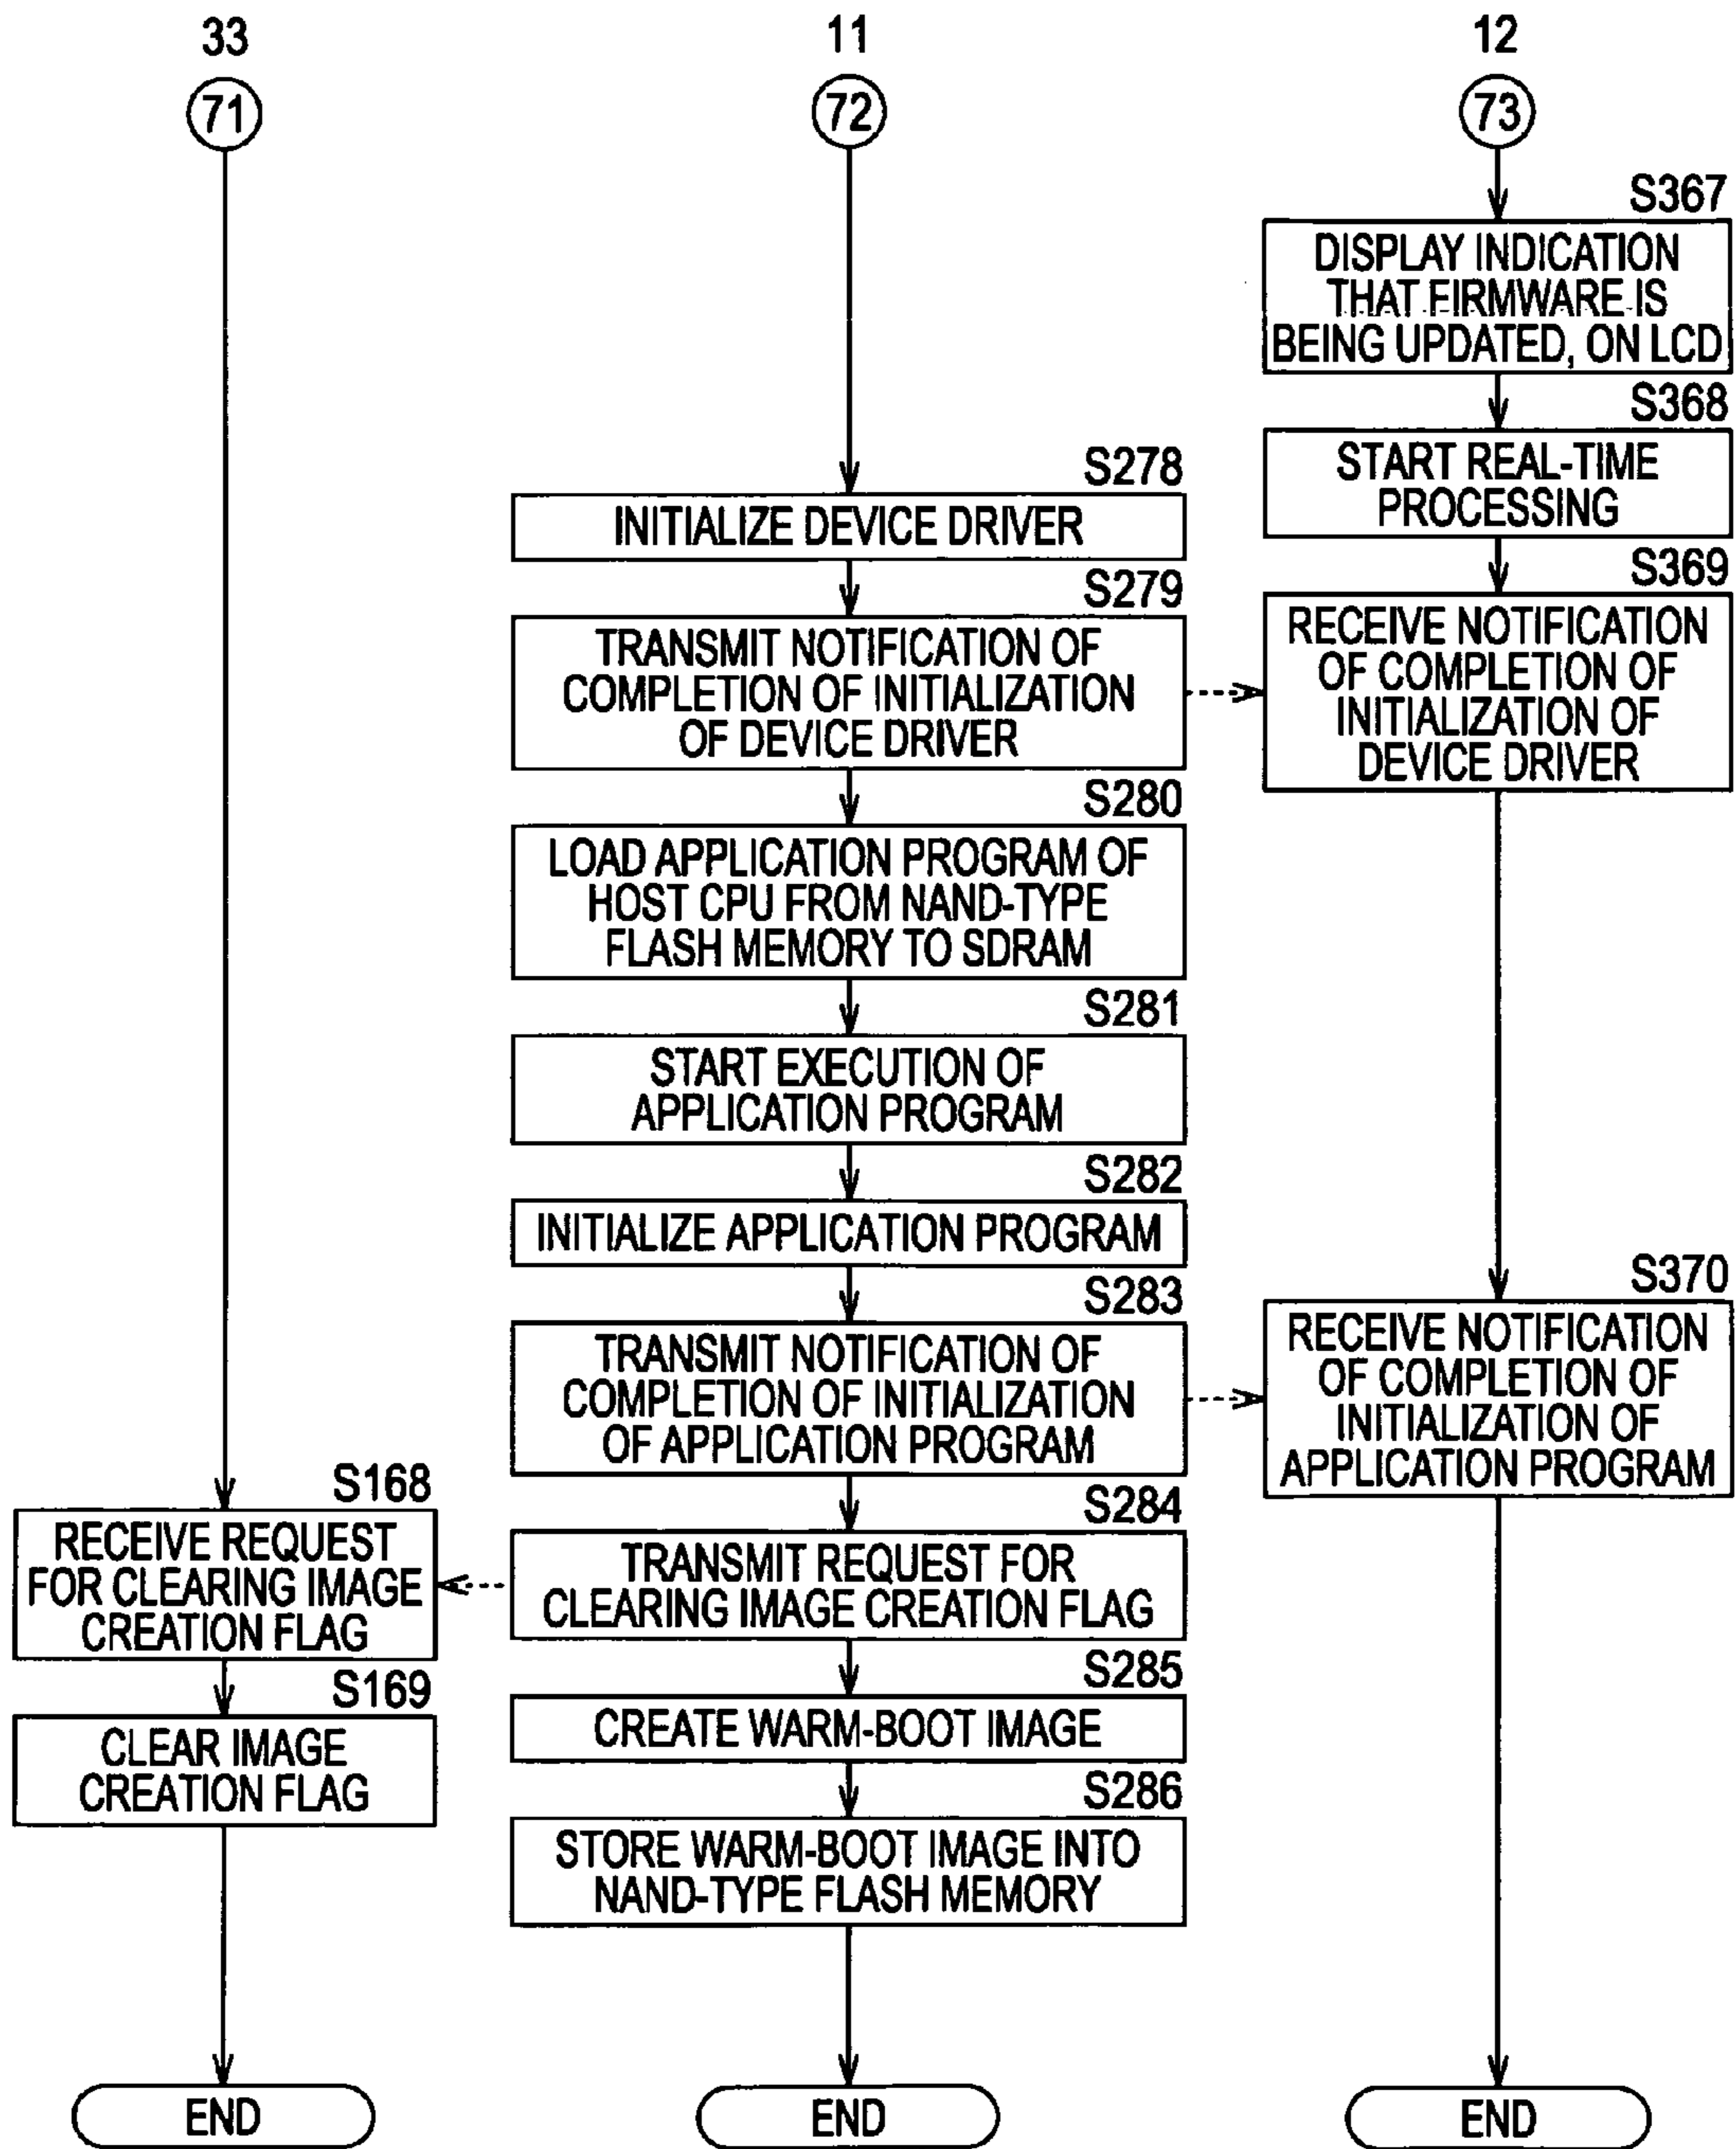 33
71
11
72
12
73
S367
DISPLAY INDICATION
THAT FIRMWARE IS
BEING UPDATED, ON LCD
S368
START REAL-TIME
PROCESSING
S278
INITIALIZE DEVICE DRIVER
S279
TRANSMIT NOTIFICATION OF
COMPLETION OF INITIALIZATION
OF DEVICE DRIVER
S369
RECEIVE NOTIFICATION
OF COMPLETION OF
INITIALIZATION OF
DEVICE DRIVER
S280
LOAD APPLICATION PROGRAM OF
HOST CPU FROM NAND-TYPE
FLASH MEMORY TO SDRAM
S281
START EXECUTION OF
APPLICATION PROGRAM
S282
INITIALIZE APPLICATION PROGRAM
S283
TRANSMIT NOTIFICATION OF
COMPLETION OF INITIALIZATION
OF APPLICATION PROGRAM
S370
RECEIVE NOTIFICATION
OF COMPLETION OF
INITIALIZATION OF
APPLICATION PROGRAM
S168
RECEIVE REQUEST
FOR CLEARING IMAGE
CREATION FLAG
S284
TRANSMIT REQUEST FOR
CLEARING IMAGE CREATION FLAG
S169
CLEAR IMAGE
CREATION FLAG
S285
CREATE WARM-BOOT IMAGE
S286
STORE WARM-BOOT IMAGE INTO
NAND-TYPE FLASH MEMORY
END
END
END